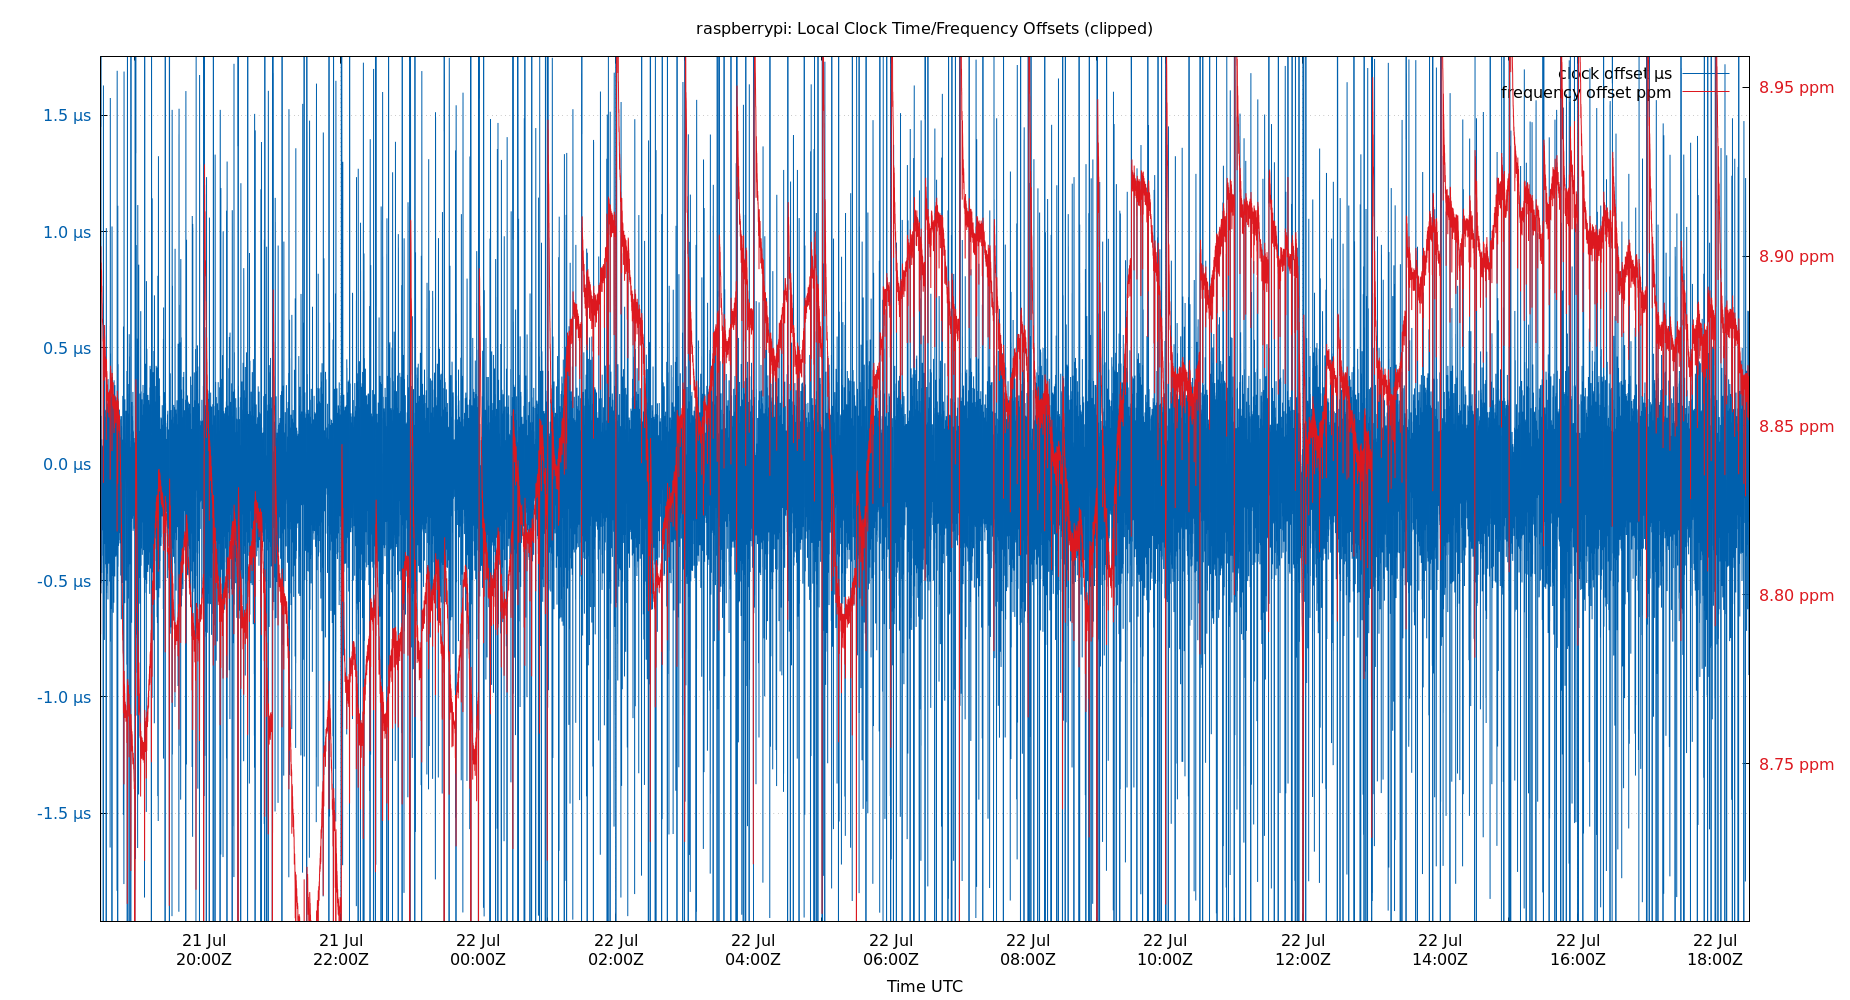 raspberrypi: Local Clock Time/Frequency Offsets (clipped)
clock offset µs
frequency offset ppm
1.5 µs
1.0 µs
0.5 µs
0.0 µs
-0.5 µs
-1.0 µs
-1.5 µs
8.95 ppm
8.90 ppm
8.85 ppm
8.80 ppm
8.75 ppm
21 Jul 21 Jul 22 Jul 22 Jul 22 Jul 22 Jul 22 Jul 22 Jul 22 Jul 22 Jul 22 Jul 22 Jul
20:00Z 22:00Z 00:00Z 02:00Z 04:00Z 06:00Z 08:00Z 10:00Z 12:00Z 14:00Z 16:00Z 18:00Z
Time UTC